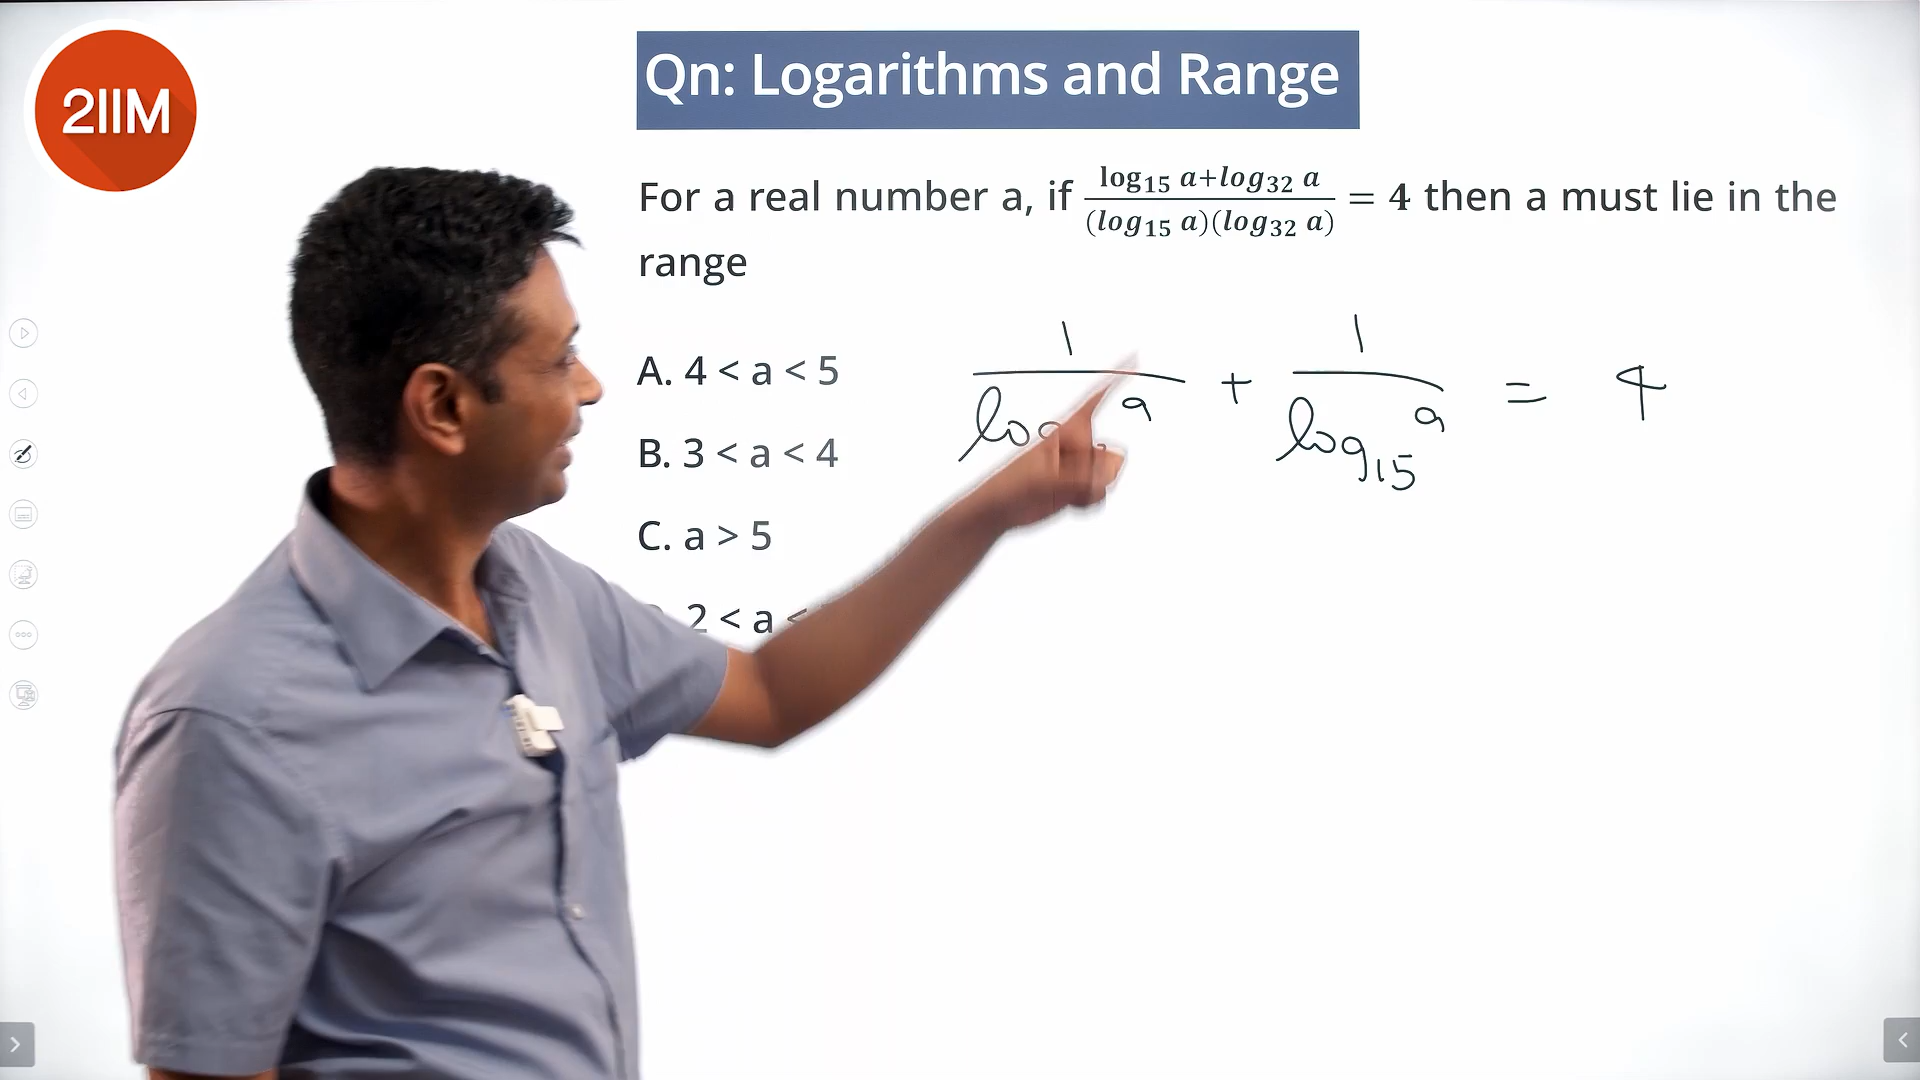 2IIM
Qn: Logarithms and Range
For a real number a, if (log₁₅ a+log₃₂ a)/((log₁₅ a)(log₃₂ a)) = 4 then a must lie in the
range
A. 4 < a < 5
B. 3 < a < 4
C. a > 5
2 < a <
1/log a + 1/log₁₅ a = 4